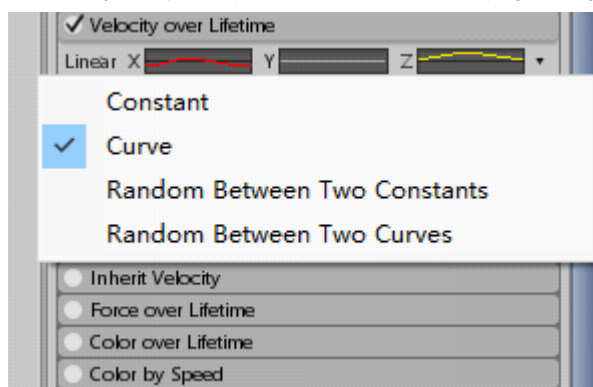 Velocity over Lifetime
Linear X Y Z
Constant
Curve
Random Between Two Constants
Random Between Two Curves
Inherit Velocity
Force over Lifetime
Color over Lifetime
Color by Speed